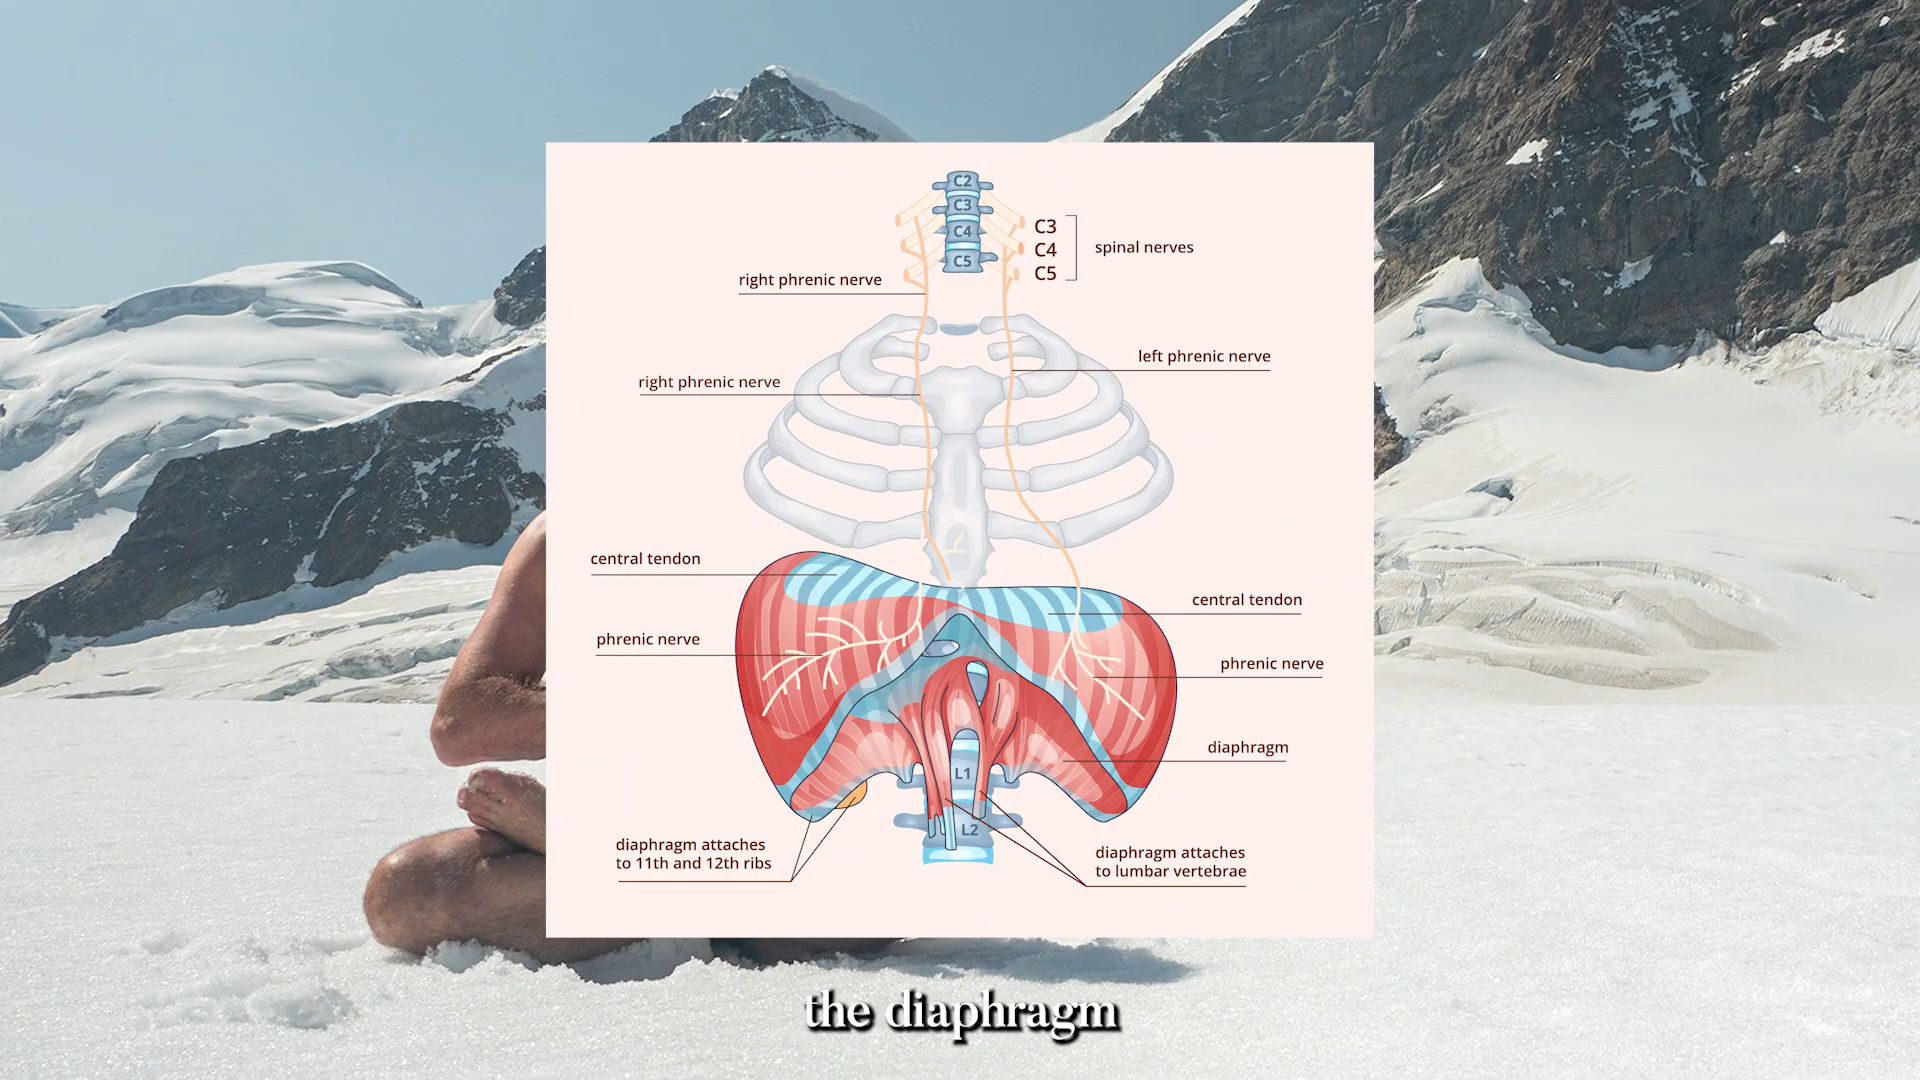 C2
C3
C4
C5
C3
C4
C5
spinal nerves
right phrenic nerve
left phrenic nerve
right phrenic nerve
central tendon
central tendon
phrenic nerve
phrenic nerve
diaphragm
L1
L2
diaphragm attaches
to 11th and 12th ribs
diaphragm attaches
to lumbar vertebrae
the diaphragm